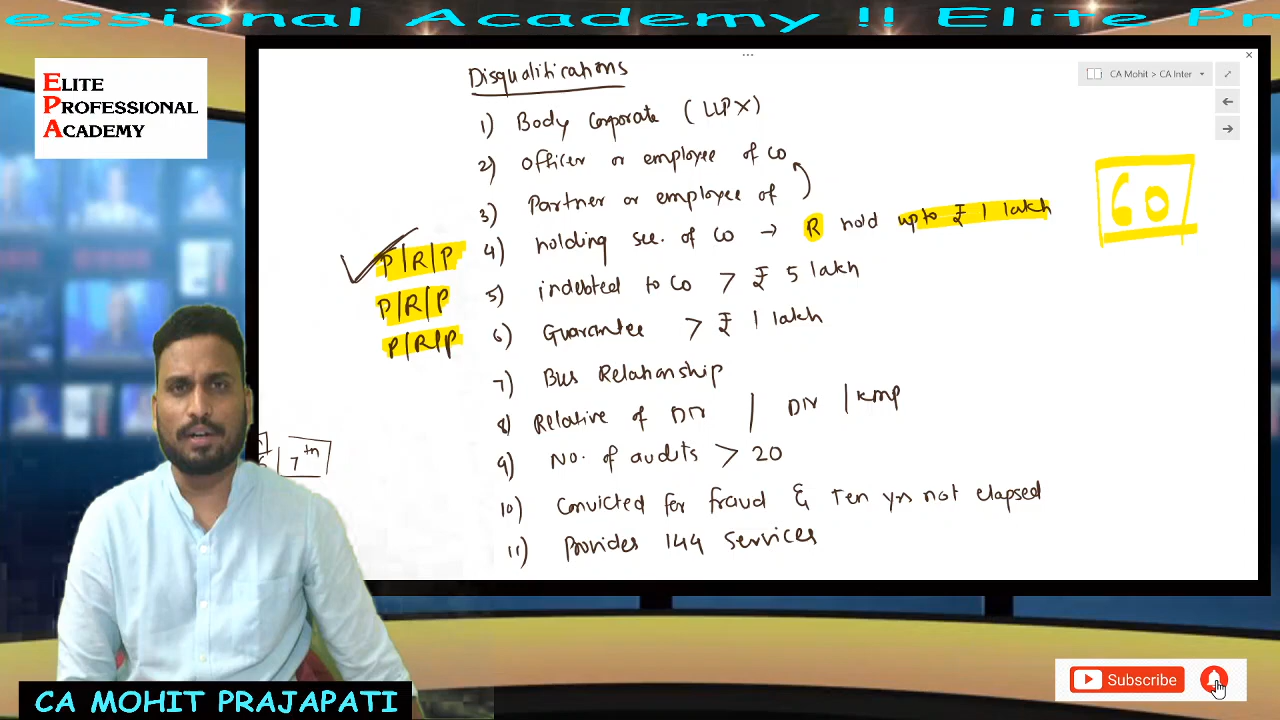 essional Academy !! Elite Pr
ELITE
PROFESSIONAL
ACADEMY
CA Mohit > CA Inter
Disqualifications
1) Body Corporate (LLP X)
2) Officer or employee of Co
3) Partner or employee of
4) holding sec. of Co → R hold upto ₹ 1 lakh
60
P/R/P
5) indebted to Co > ₹ 5 lakh
P/R/P
6) Guarantee > ₹ 1 lakh
P/R/P
7) Bus Relationship
8) Relative of Dir | Dir | KMP
7th
9) No. of audits > 20
10) Convicted for fraud & Ten yrs not elapsed
11) Provides 144 services
Subscribe
CA MOHIT PRAJAPATI